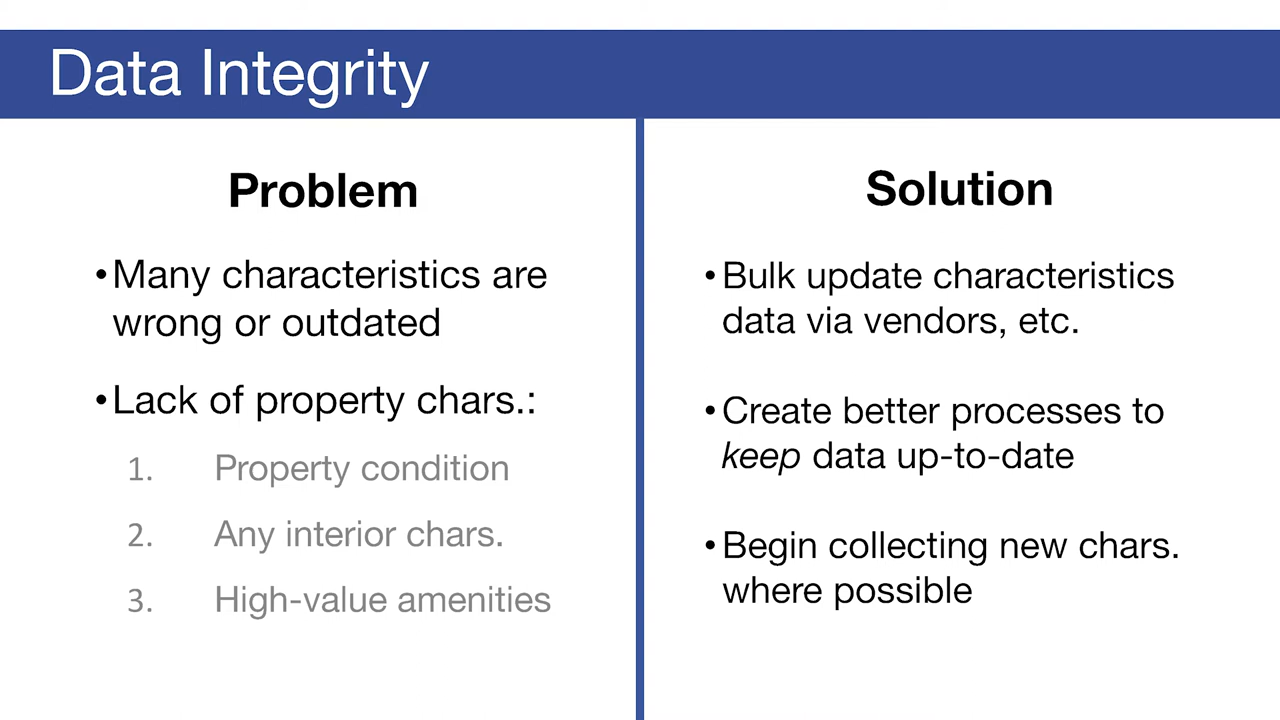 Data Integrity
Problem
•Many characteristics are
wrong or outdated
•Lack of property chars.:
1. Property condition
2. Any interior chars.
3. High-value amenities
Solution
•Bulk update characteristics
data via vendors, etc.
•Create better processes to
keep data up-to-date
•Begin collecting new chars.
where possible